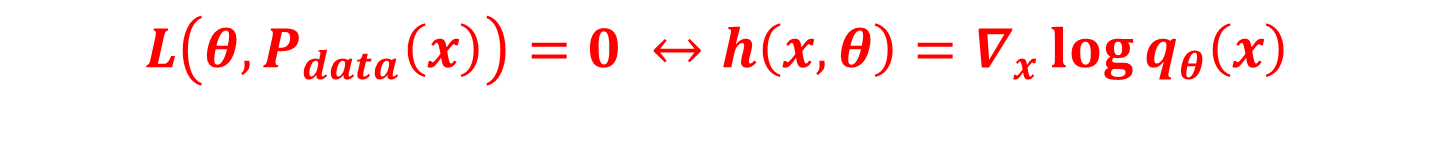 L(θ, P_data(x)) = 0 ↔ h(x, θ) = ∇_x log q_θ(x)